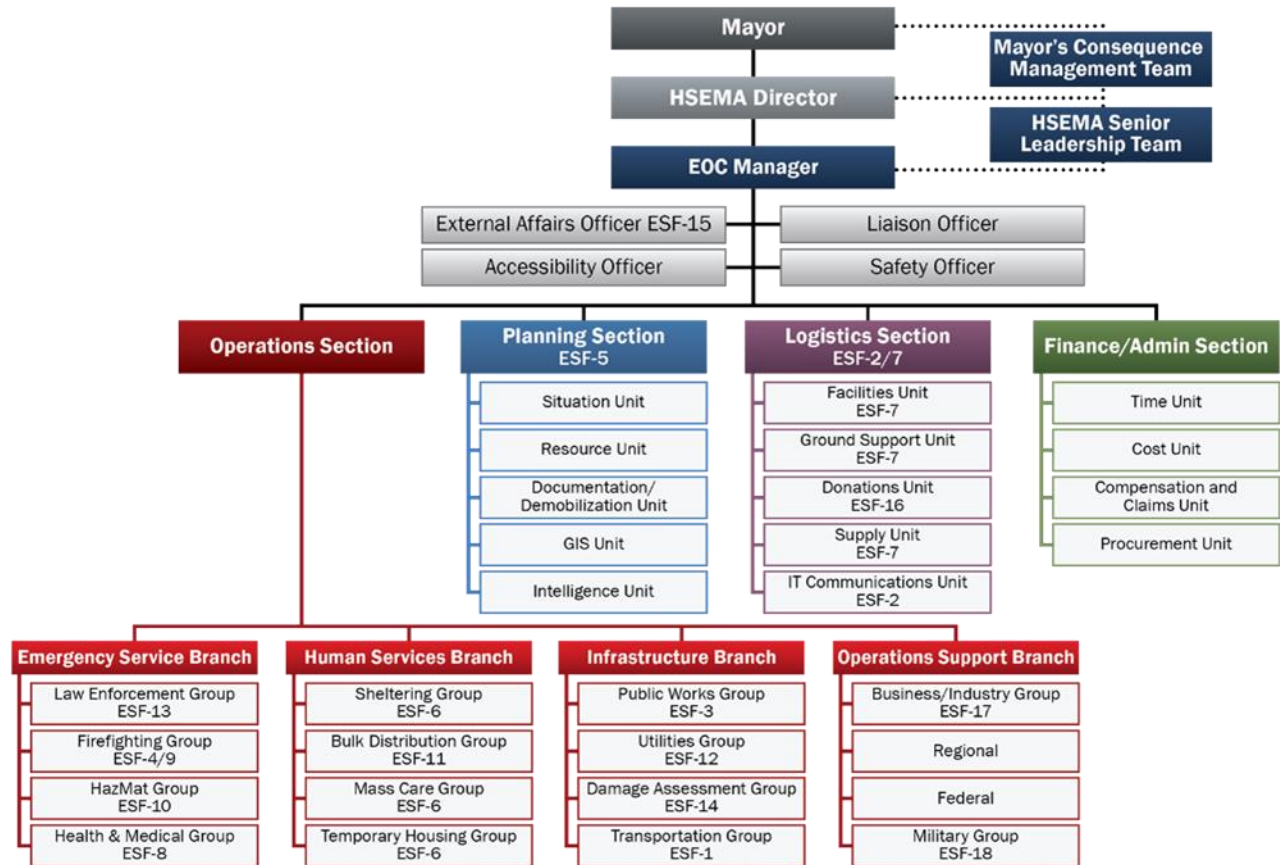 Mayor
Mayor's Consequence
Management Team
HSEMA Director
HSEMA Senior
Leadership Team
EOC Manager
External Affairs Officer ESF-15
Liaison Officer
Accessibility Officer
Safety Officer
Operations Section
Planning Section
ESF-5
Situation Unit
Resource Unit
Documentation/
Demobilization Unit
GIS Unit
Intelligence Unit
Logistics Section
ESF-2/7
Facilities Unit
ESF-7
Ground Support Unit
ESF-7
Donations Unit
ESF-16
Supply Unit
ESF-7
IT Communications Unit
ESF-2
Finance/Admin Section
Time Unit
Cost Unit
Compensation and
Claims Unit
Procurement Unit
Emergency Service Branch
Law Enforcement Group
ESF-13
Firefighting Group
ESF-4/9
HazMat Group
ESF-10
Health & Medical Group
ESF-8
Human Services Branch
Sheltering Group
ESF-6
Bulk Distribution Group
ESF-11
Mass Care Group
ESF-6
Temporary Housing Group
ESF-6
Infrastructure Branch
Public Works Group
ESF-3
Utilities Group
ESF-12
Damage Assessment Group
ESF-14
Transportation Group
ESF-1
Operations Support Branch
Business/Industry Group
ESF-17
Regional
Federal
Military Group
ESF-18